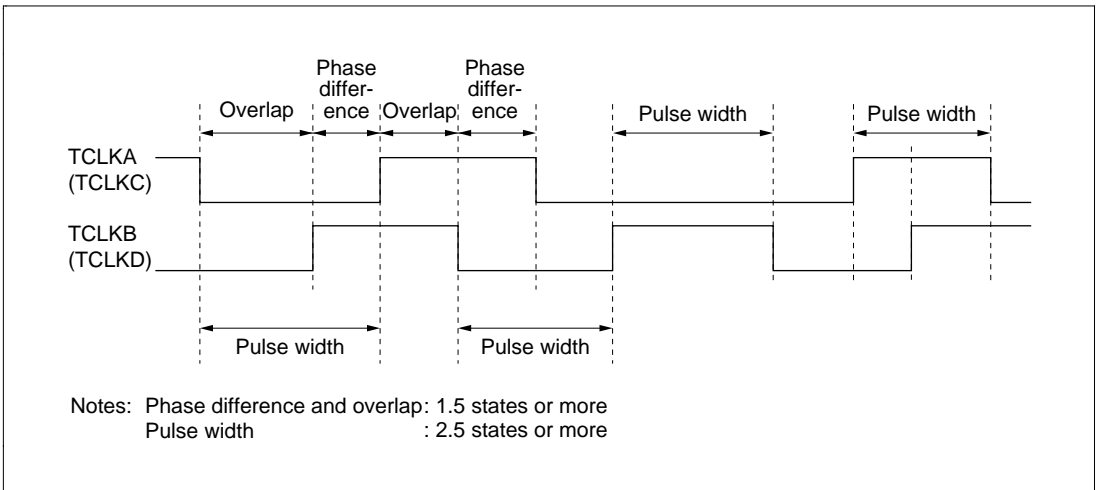 Phase
differ-
ence
Phase
differ-
ence
Overlap
Overlap
Pulse width
Pulse width
TCLKA
(TCLKC)
TCLKB
(TCLKD)
Pulse width
Pulse width
Notes: Phase difference and overlap : 1.5 states or more
Pulse width : 2.5 states or more